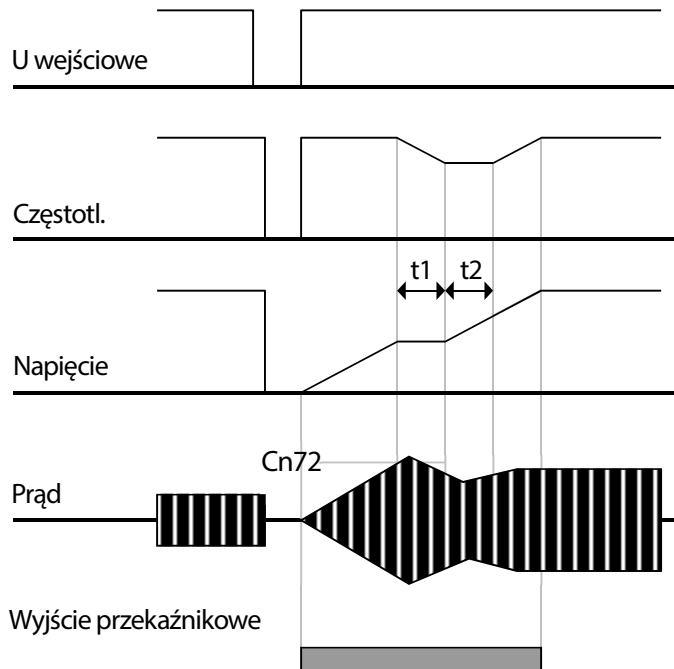 U wejściowe
Częstotl.
t1 t2
Napięcie
Cn72
Prąd
Wyjście przekaźnikowe